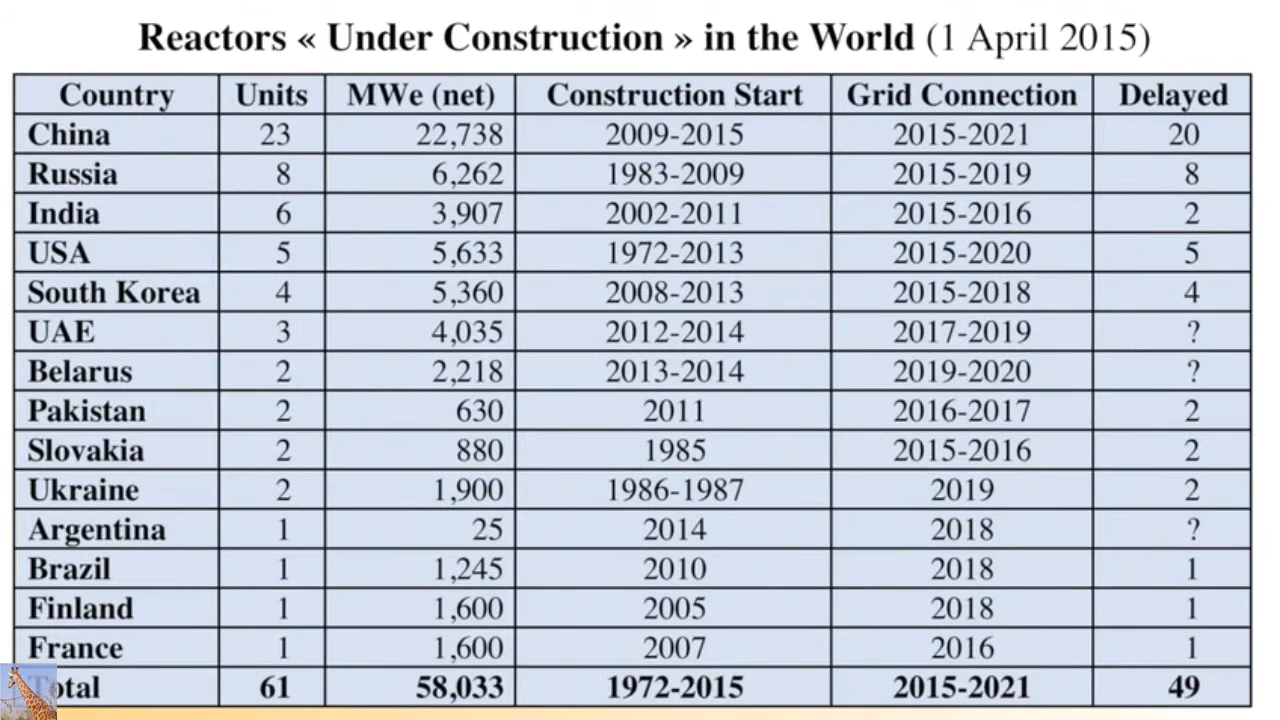 Reactors « Under Construction » in the World (1 April 2015)
Country Units MWe (net) Construction Start Grid Connection Delayed
China 23 22,738 2009-2015 2015-2021 20
Russia 8 6,262 1983-2009 2015-2019 8
India 6 3,907 2002-2011 2015-2016 2
USA 5 5,633 1972-2013 2015-2020 5
South Korea 4 5,360 2008-2013 2015-2018 4
UAE 3 4,035 2012-2014 2017-2019 ?
Belarus 2 2,218 2013-2014 2019-2020 ?
Pakistan 2 630 2011 2016-2017 2
Slovakia 2 880 1985 2015-2016 2
Ukraine 2 1,900 1986-1987 2019 2
Argentina 1 25 2014 2018 ?
Brazil 1 1,245 2010 2018 1
Finland 1 1,600 2005 2018 1
France 1 1,600 2007 2016 1
Total 61 58,033 1972-2015 2015-2021 49